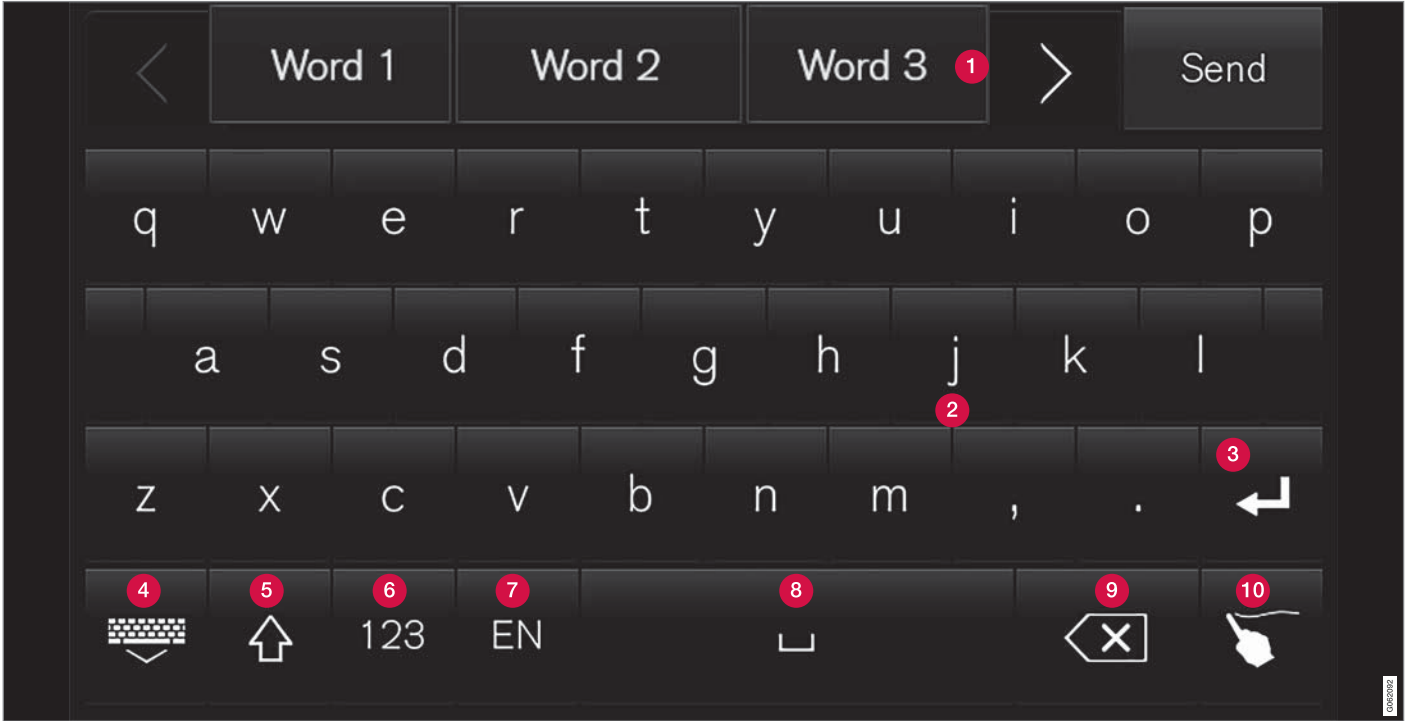 Word 1 Word 2 Word 3 1 Send
q w e r t y u i o p
a s d f g h j k l
2
3
z x c v b n m , .
4 5 6 7 8 9 10
123 EN
G062092